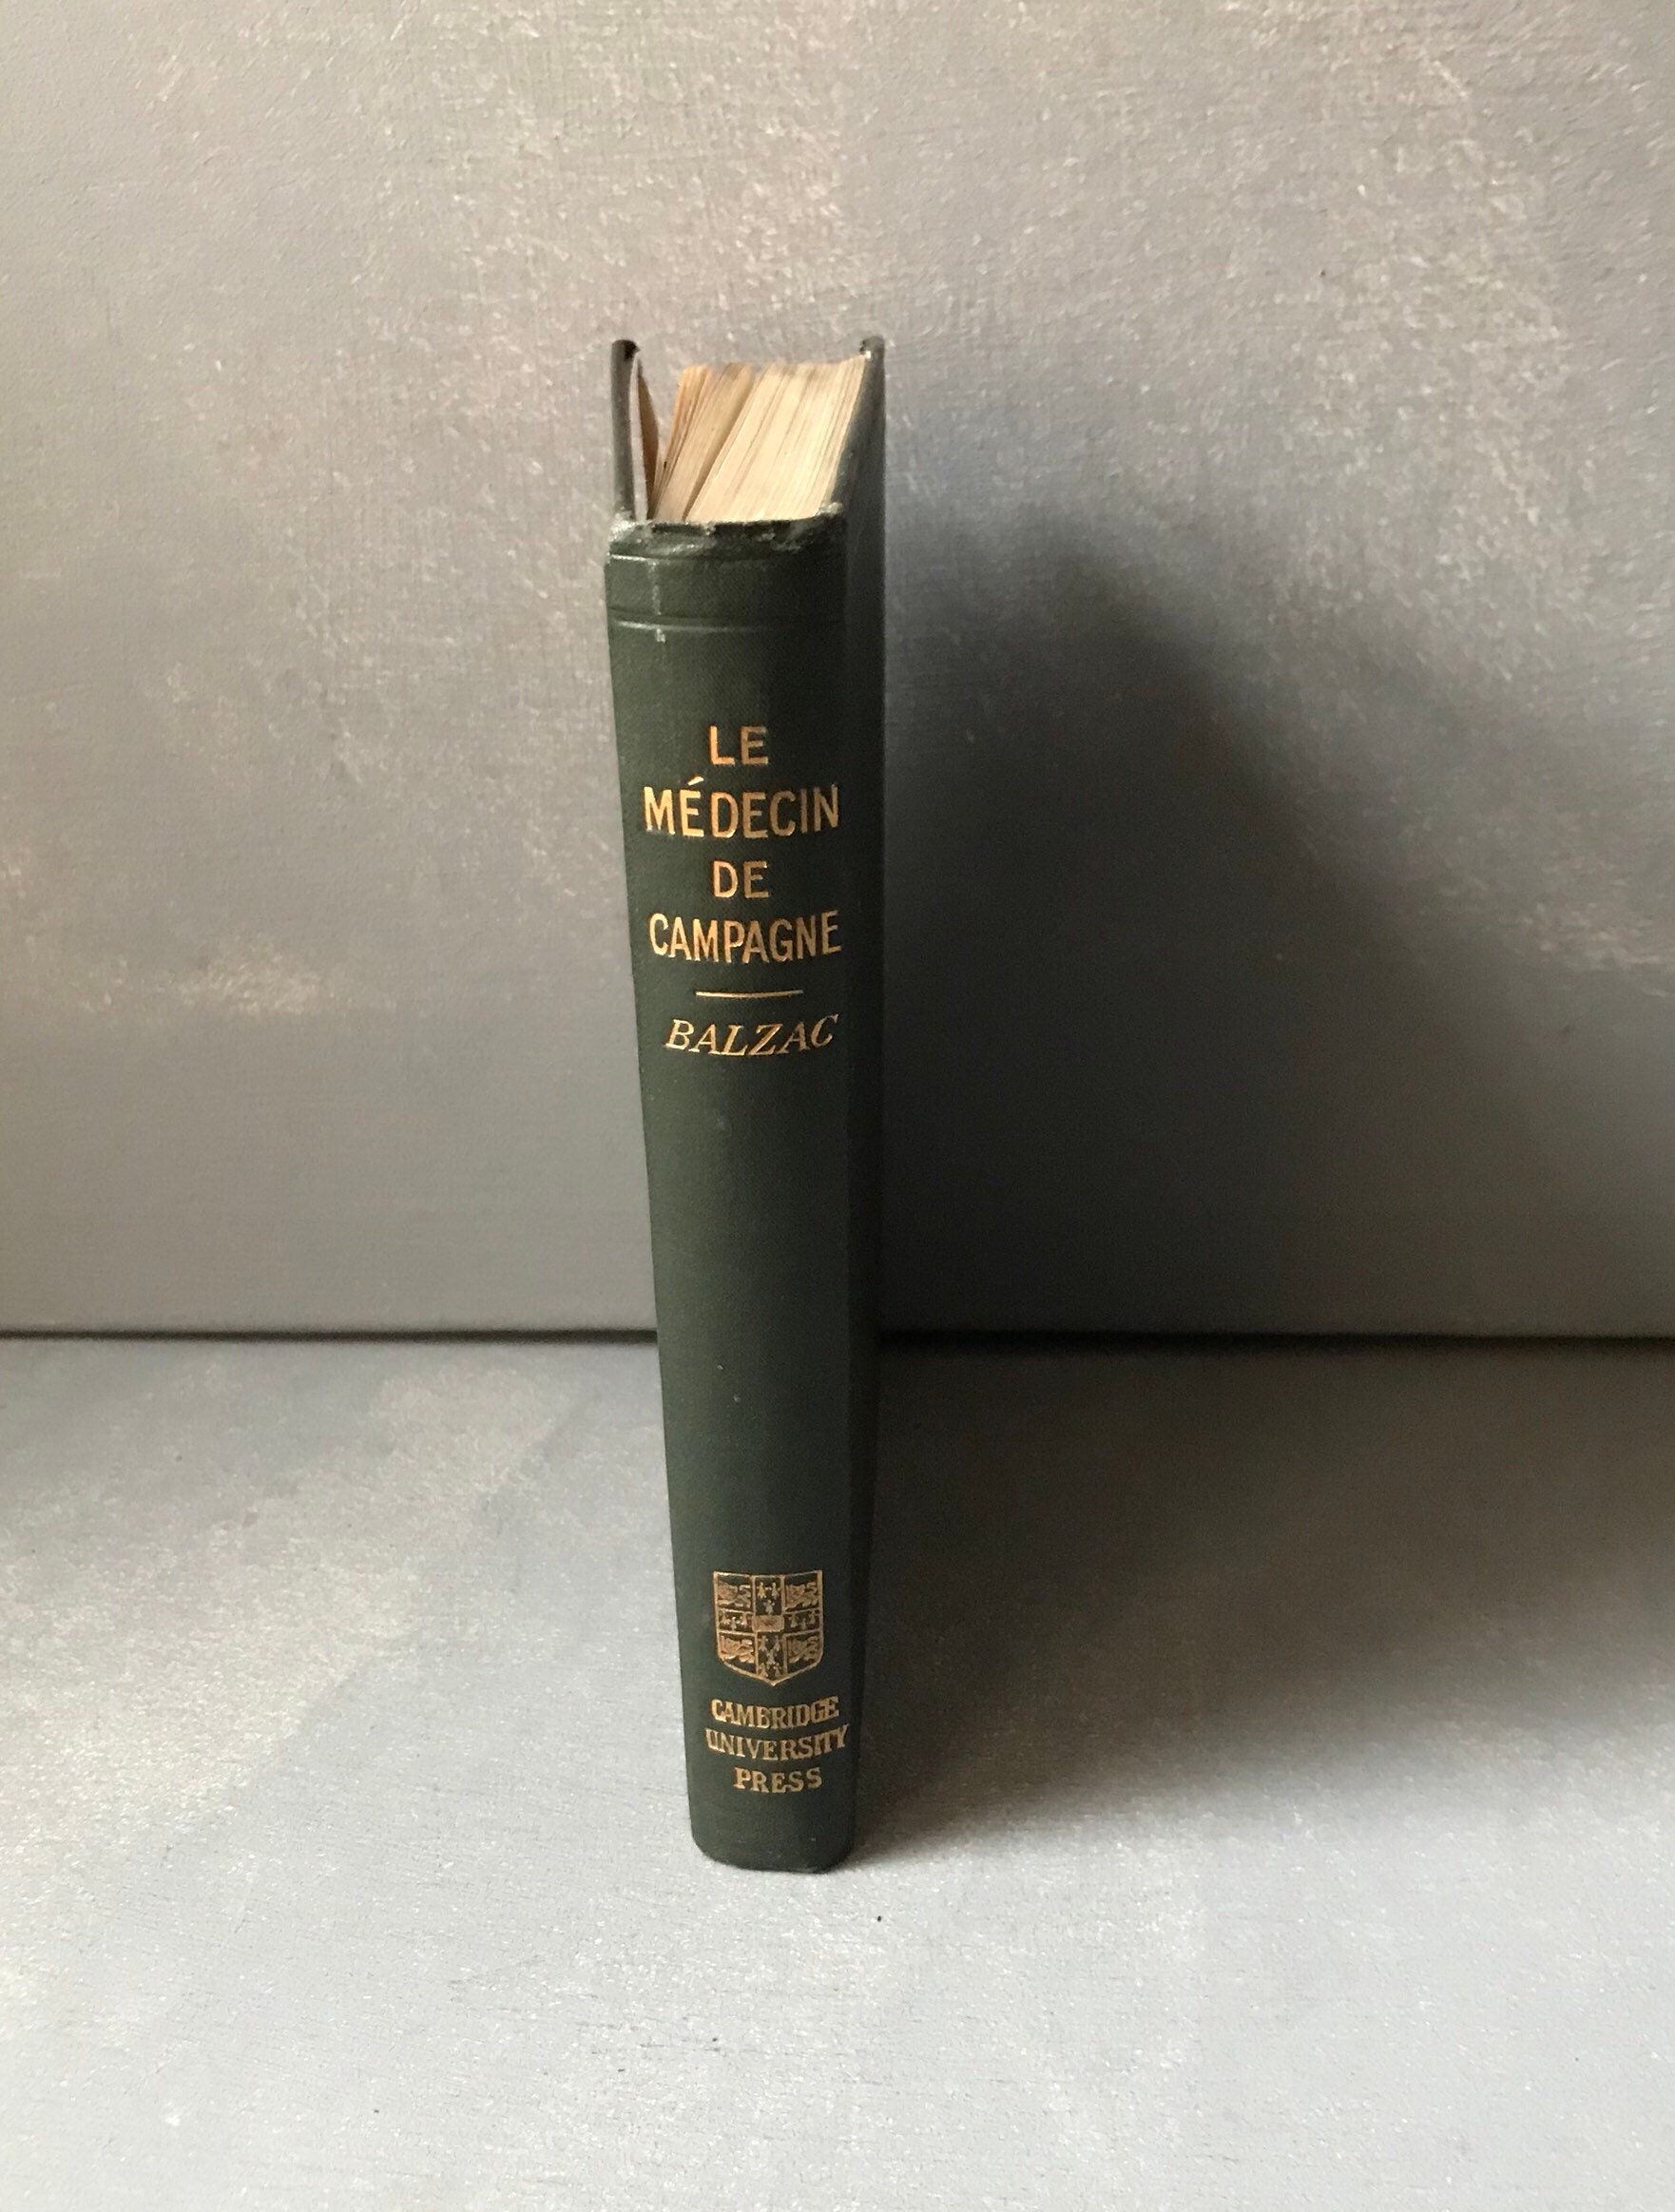 LE
MÉDECIN
DE
CAMPAGNE
BALZAC
CAMBRIDGE
UNIVERSITY
PRESS